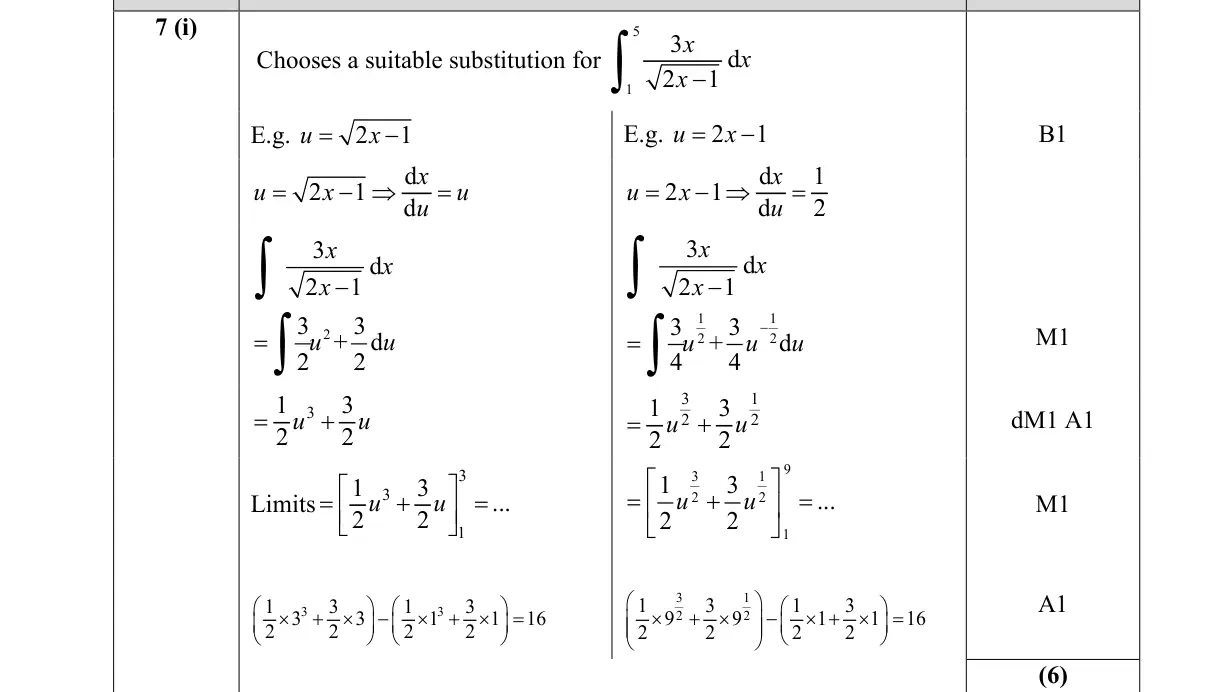 7 (i)
Chooses a suitable substitution for ∫₁⁵ 3x/√(2x − 1) dx
E.g. u = √(2x − 1)
E.g. u = 2x − 1
B1
u = √(2x − 1) ⇒ dx/du = u
u = 2x − 1 ⇒ dx/du = 1/2
∫ 3x/√(2x − 1) dx
∫ 3x/√(2x − 1) dx
= ∫ 3/2 u² + 3/2 du
= ∫ 3/4 u^(1/2) + 3/4 u^(−1/2) du
M1
= 1/2 u³ + 3/2 u
= 1/2 u^(3/2) + 3/2 u^(1/2)
dM1 A1
Limits = [1/2 u³ + 3/2 u]₁³ = ...
= [1/2 u^(3/2) + 3/2 u^(1/2)]₁⁹ = ...
M1
(1/2 × 3³ + 3/2 × 3) − (1/2 × 1³ + 3/2 × 1) = 16
(1/2 × 9^(3/2) + 3/2 × 9^(1/2)) − (1/2 × 1 + 3/2 × 1) = 16
A1
(6)